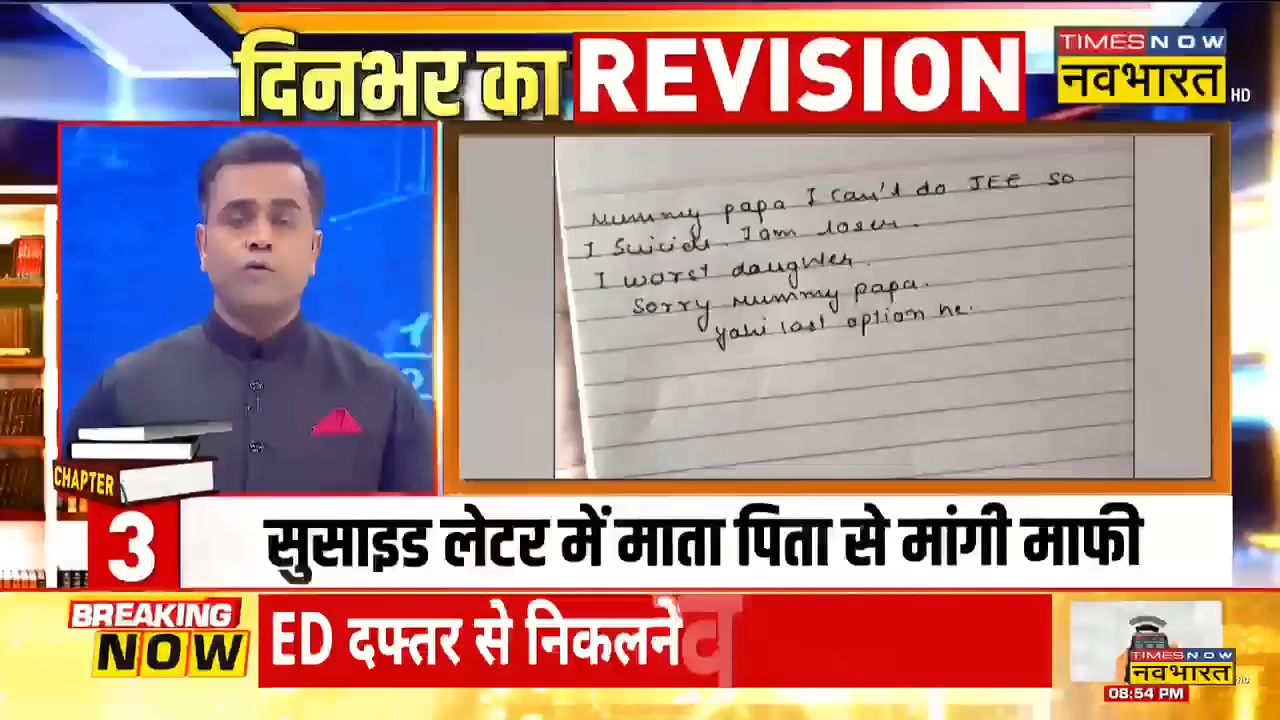 दिनभर का REVISION
TIMES NOW
नवभारत HD
Mummy papa I can't do JEE so
I suicide. I am loser.
I worst daughter.
Sorry Mummy papa.
yahi last option he.
CHAPTER
3
सुसाइड लेटर में माता पिता से मांगी माफी
BREAKING
NOW
ED दफ्तर से निकलने
TIMES NOW
नवभारत HD
08:54 PM